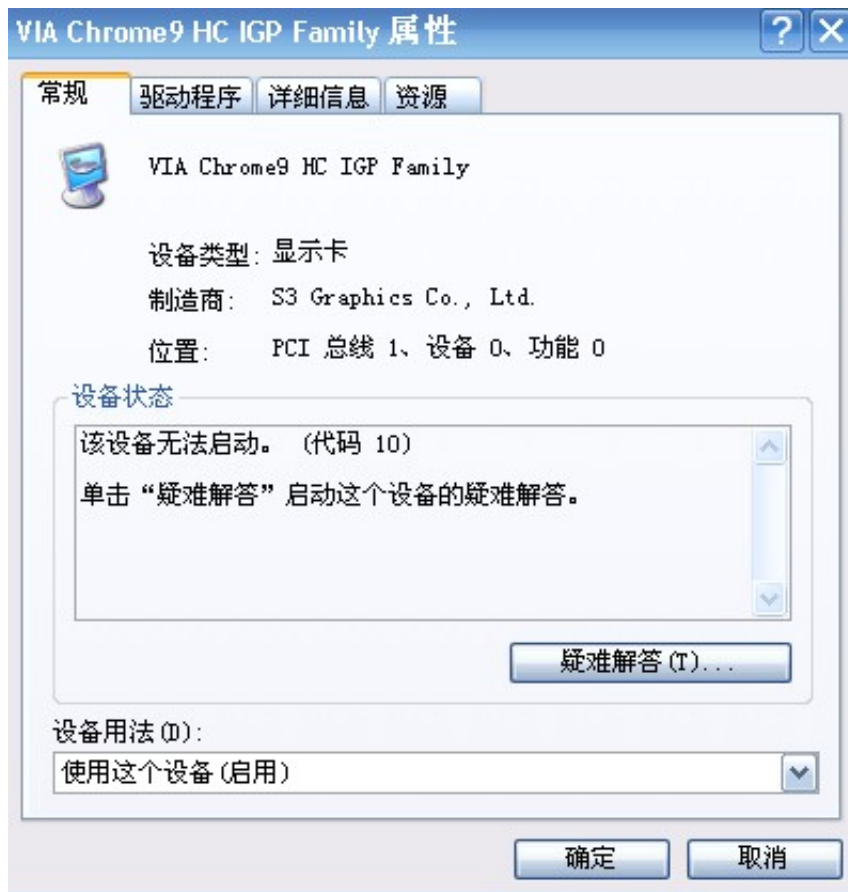 VIA Chrome9 HC IGP Family 属性
常规 驱动程序 详细信息 资源
VIA Chrome9 HC IGP Family
设备类型: 显示卡
制造商: S3 Graphics Co., Ltd.
位置: PCI 总线 1、设备 0、功能 0
设备状态
该设备无法启动。 (代码 10)
单击“疑难解答”启动这个设备的疑难解答。
疑难解答(T)...
设备用法(D):
使用这个设备(启用)
确定 取消